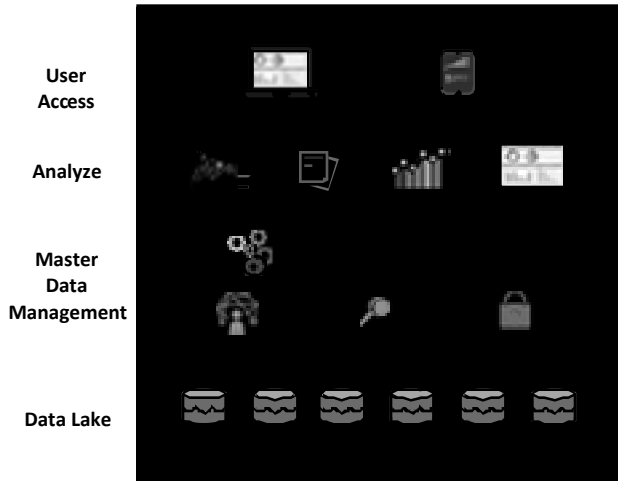 User
Access
Analyze
Master
Data
Management
Data Lake